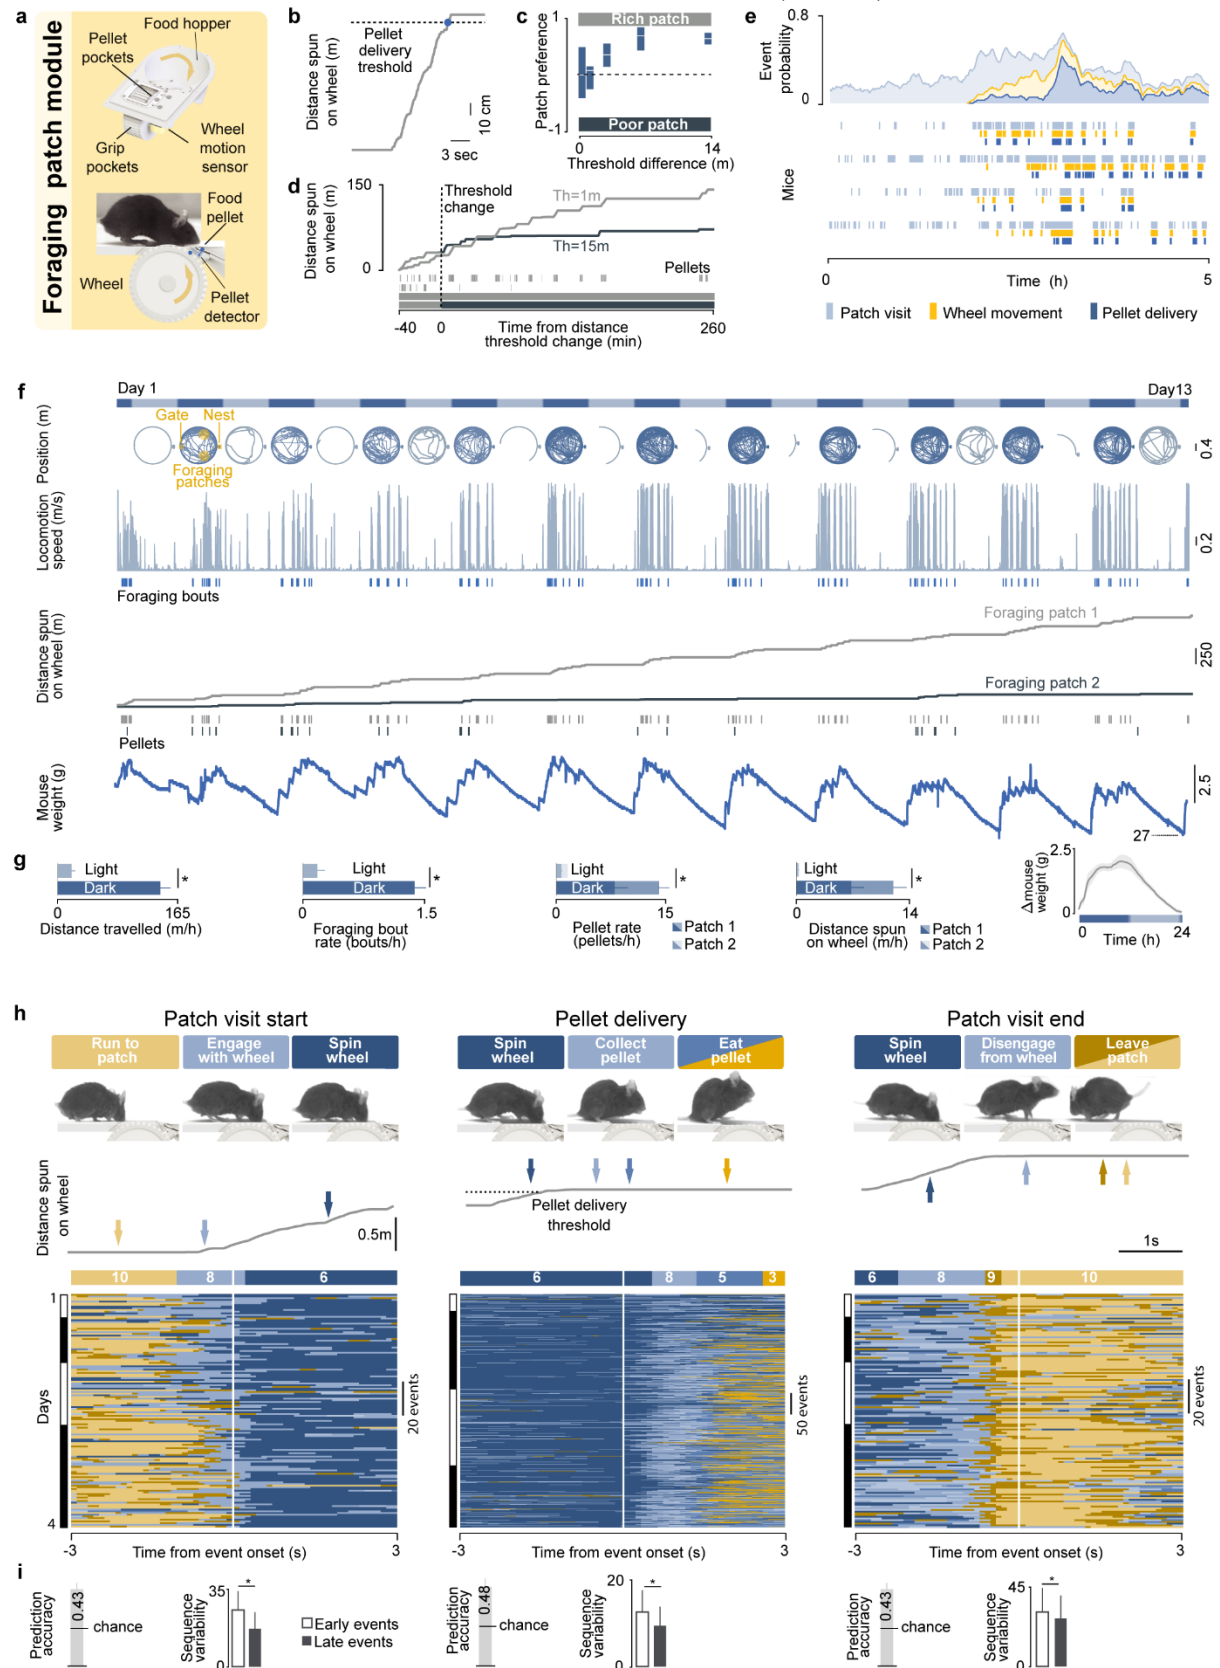 a
Foraging patch module
Food hopper
Pellet
pockets
Grip
pockets
Wheel
motion
sensor
Food
pellet
Wheel
Pellet
detector
b
Distance spun
on wheel
Pellet
delivery
treshold
10 cm
3 sec
c
Patch preference
1
-1
Rich patch
Poor patch
0
14
Threshold difference (m)
d
Distance spun
on wheel (m)
150
0
Threshold
change
Th=1m
Th=15m
Pellets
-40
0
260
Time from distance
threshold change (min)
e
Event
probability
0.8
0
Mice
0
5
Time (h)
Patch visit
Wheel movement
Pellet delivery
f
Day 1
Day13
Position (m)
Gate
Nest
Foraging
patches
0.4
Locomotion
speed (m/s)
0.2
Foraging bouts
Distance spun
on wheel (m)
Foraging patch 1
Foraging patch 2
250
Pellets
Mouse
weight (g)
2.5
27
g
Light
Dark
*
0
165
Distance travelled (m/h)
Light
Dark
*
0
1.5
Foraging bout
rate (bouts/h)
Light
Dark
*
0
15
Pellet rate
(pellets/h)
Patch 1
Patch 2
Light
Dark
*
0
14
Distance spun
on wheel (m/h)
Patch 1
Patch 2
Δmouse
weight (g)
2.5
0
0
24
Time (h)
h
Patch visit start
Run to
patch
Engage
with wheel
Spin
wheel
Distance spun
on wheel
0.5m
10
8
6
1
Days
4
20 events
-3
3
Time from event onset (s)
Pellet delivery
Spin
wheel
Collect
pellet
Eat
pellet
Pellet delivery
threshold
6
8
5
3
50 events
-3
3
Time from event onset (s)
Patch visit end
Spin
wheel
Disengage
from wheel
Leave
patch
1s
6
8
9
10
20 events
-3
3
Time from event onset (s)
i
Prediction
accuracy
0.43
chance
Sequence
variability
35
0
*
Early events
Late events
Prediction
accuracy
0.48
chance
Sequence
variability
20
0
*
Prediction
accuracy
0.43
chance
Sequence
variability
45
0
*